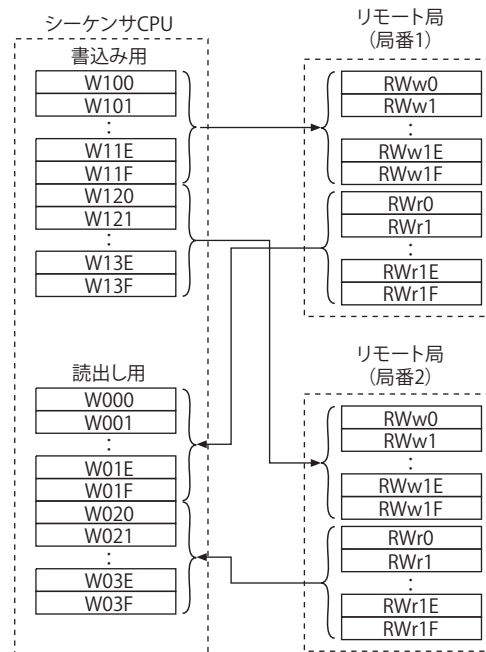 シーケンサCPU
書込み用
W100
W101
：
W11E
W11F
W120
W121
：
W13E
W13F
読出し用
W000
W001
：
W01E
W01F
W020
W021
：
W03E
W03F
リモート局
（局番1）
RWw0
RWw1
：
RWw1E
RWw1F
RWr0
RWr1
：
RWr1E
RWr1F
リモート局
（局番2）
RWw0
RWw1
：
RWw1E
RWw1F
RWr0
RWr1
：
RWr1E
RWr1F